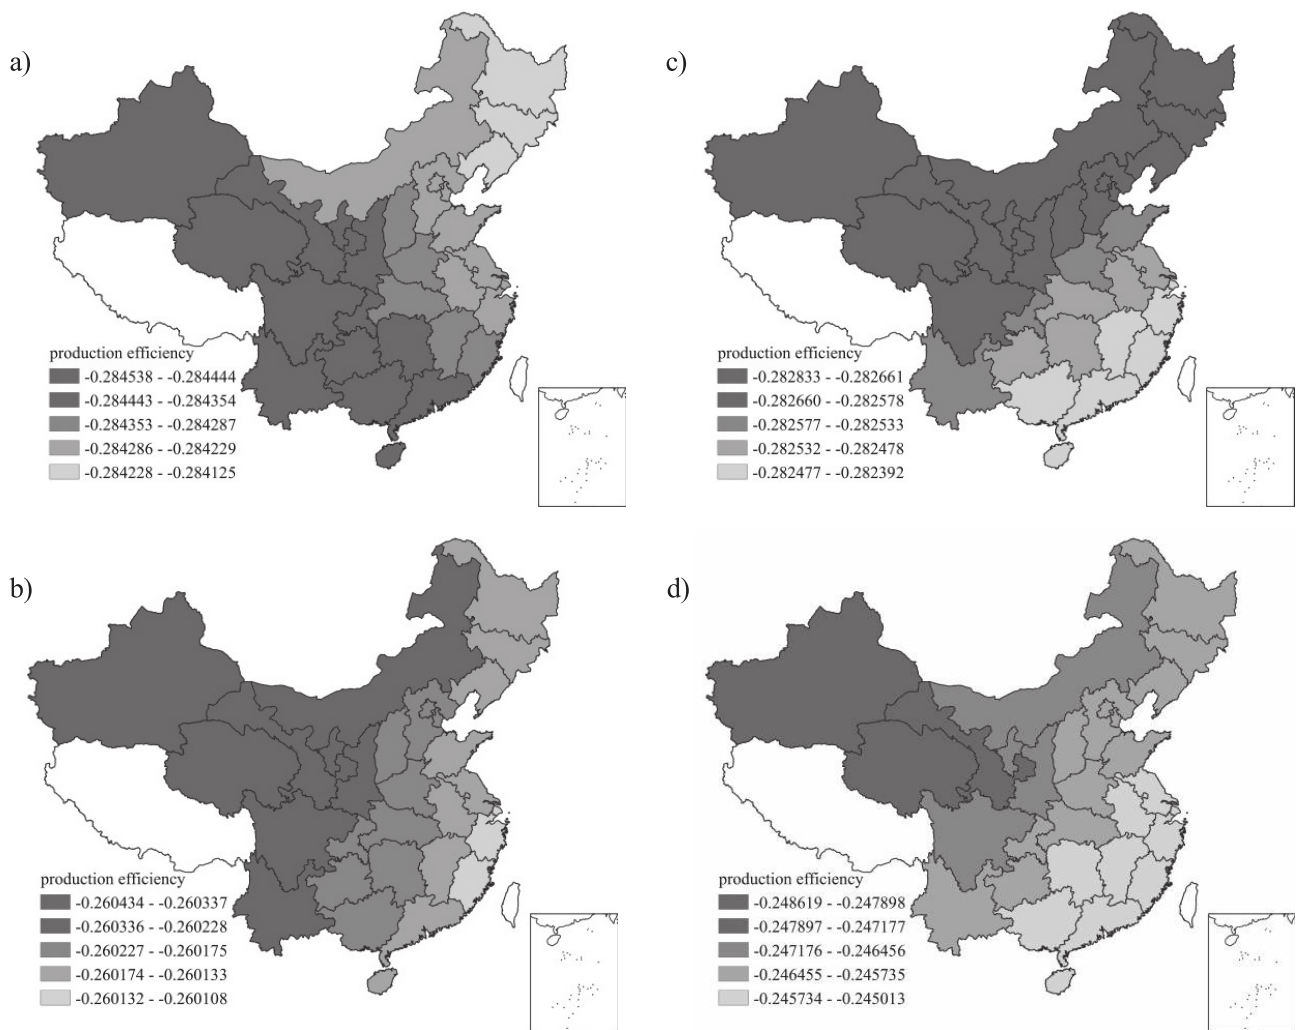 a)
production efficiency
-0.284538 - -0.284444
-0.284443 - -0.284354
-0.284353 - -0.284287
-0.284286 - -0.284229
-0.284228 - -0.284125
c)
production efficiency
-0.282833 - -0.282661
-0.282660 - -0.282578
-0.282577 - -0.282533
-0.282532 - -0.282478
-0.282477 - -0.282392
b)
production efficiency
-0.260434 - -0.260337
-0.260336 - -0.260228
-0.260227 - -0.260175
-0.260174 - -0.260133
-0.260132 - -0.260108
d)
production efficiency
-0.248619 - -0.247898
-0.247897 - -0.247177
-0.247176 - -0.246456
-0.246455 - -0.245735
-0.245734 - -0.245013